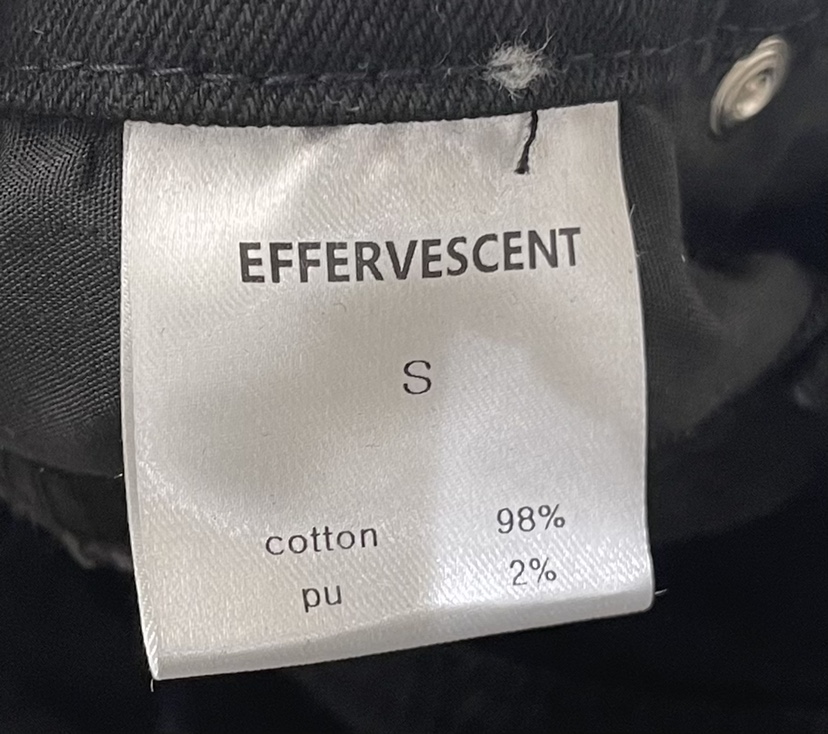 EFFERVESCENT
S
cotton 98%
pu 2%